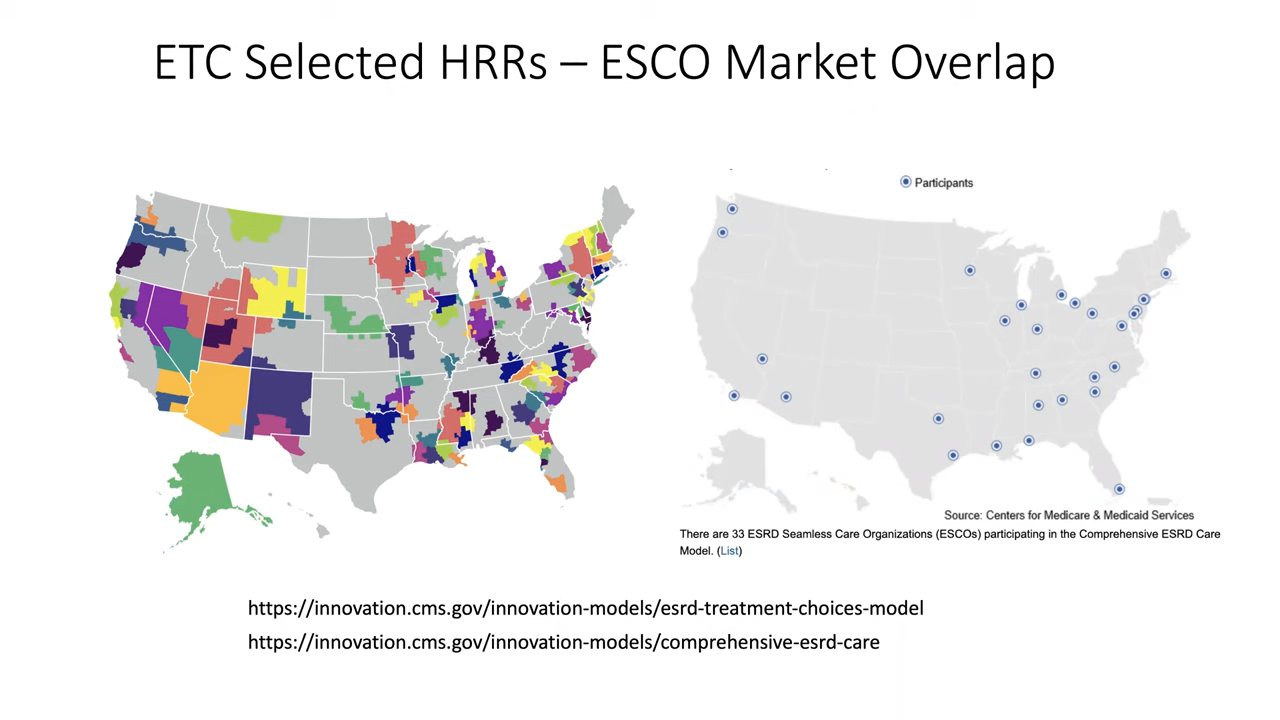 ETC Selected HRRs – ESCO Market Overlap
Participants
Source: Centers for Medicare & Medicaid Services
There are 33 ESRD Seamless Care Organizations (ESCOs) participating in the Comprehensive ESRD Care
Model. (List)
https://innovation.cms.gov/innovation-models/esrd-treatment-choices-model
https://innovation.cms.gov/innovation-models/comprehensive-esrd-care